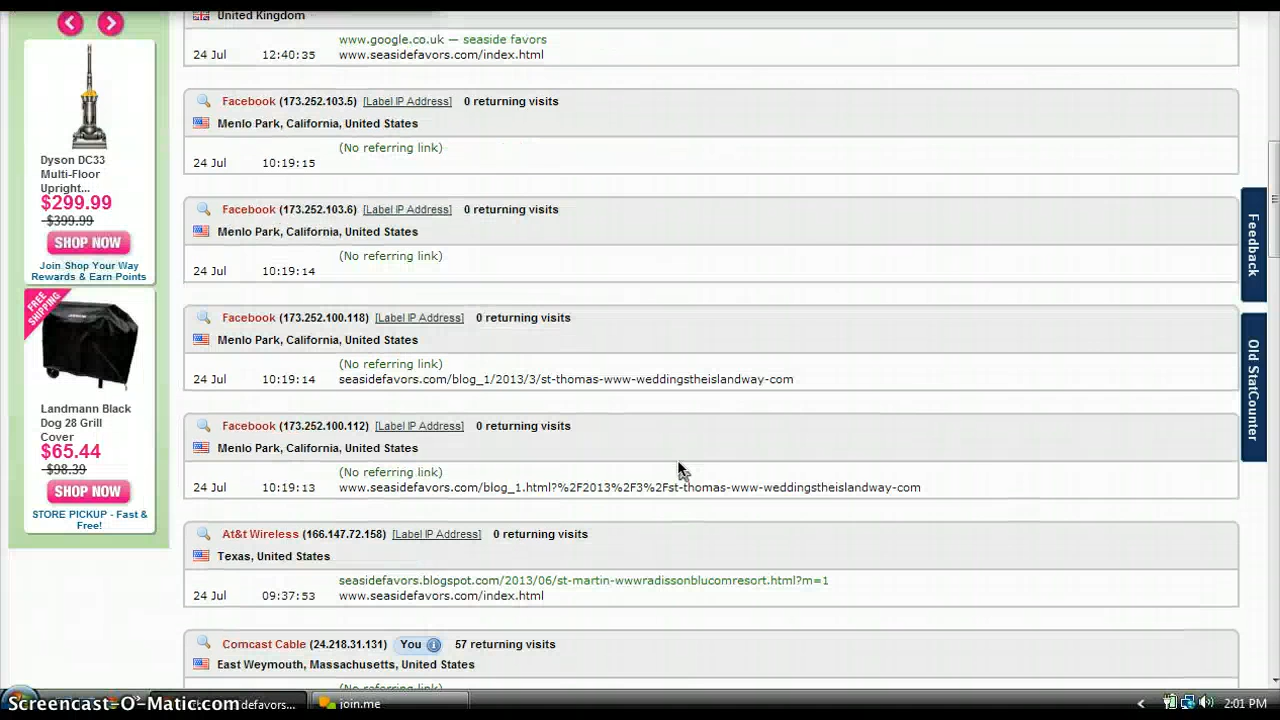 United Kingdom
www.google.co.uk — seaside favors
24 Jul 12:40:35 www.seasidefavors.com/index.html
Facebook (173.252.103.5) [Label IP Address] 0 returning visits
Menlo Park, California, United States
(No referring link)
24 Jul 10:19:15
Facebook (173.252.103.6) [Label IP Address] 0 returning visits
Menlo Park, California, United States
(No referring link)
24 Jul 10:19:14
Facebook (173.252.100.118) [Label IP Address] 0 returning visits
Menlo Park, California, United States
(No referring link)
24 Jul 10:19:14 seasidefavors.com/blog_1/2013/3/st-thomas-www-weddingstheislandway-com
Facebook (173.252.100.112) [Label IP Address] 0 returning visits
Menlo Park, California, United States
(No referring link)
24 Jul 10:19:13 www.seasidefavors.com/blog_1.html?%2F2013%2F3%2Fst-thomas-www-weddingstheislandway-com
At&t Wireless (166.147.72.158) [Label IP Address] 0 returning visits
Texas, United States
seasidefavors.blogspot.com/2013/06/st-martin-wwwradissonblucomresort.html?m=1
24 Jul 09:37:53 www.seasidefavors.com/index.html
Comcast Cable (24.218.31.131) You 57 returning visits
East Weymouth, Massachusetts, United States
(No referring link)
Dyson DC33
Multi-Floor
Upright...
$299.99
$399.99
SHOP NOW
Join Shop Your Way
Rewards & Earn Points
FREE
SHIPPING
Landmann Black
Dog 28 Grill
Cover
$65.44
$98.39
SHOP NOW
STORE PICKUP - Fast &
Free!
Feedback
Old StatCounter
Screencast-O-Matic.com
defavors...
join.me
2:01 PM